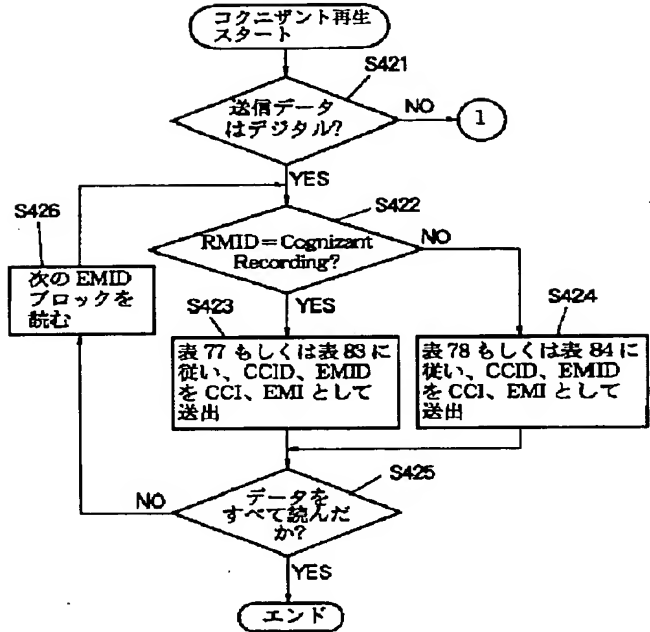 コクニザント再生
スタート
S421
送信データ
はデジタル?
NO
1
YES
S426
S422
RMID=Cognizant
Recording?
NO
次の EMID
ブロックを
読む
S423
YES
S424
表 77 もしくは表 83 に
従い、CCID、EMID
を CCI、EMI として
送出
表 78 もしくは表 84 に
従い、CCID、EMID
を CCI、EMI として
送出
S425
NO
データを
すべて読んだ
か?
YES
エンド